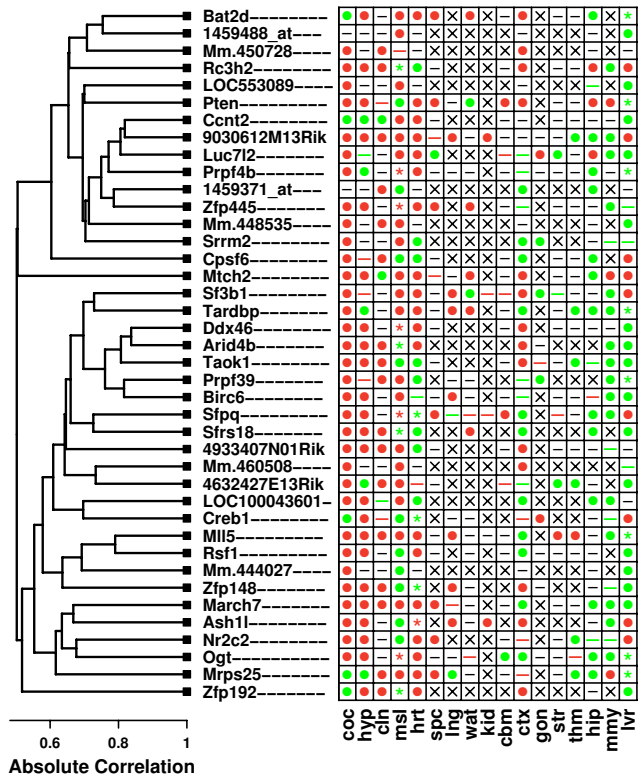 Bat2d--------
1459488_at---
Mm.450728----
Rc3h2--------
LOC553089----
Pten---------
Ccnt2--------
9030612M13Rik
Luc7l2-------
Prpf4b-------
1459371_at---
Zfp445-------
Mm.448535----
Srrm2--------
Cpsf6--------
Mtch2--------
Sf3b1--------
Tardbp-------
Ddx46--------
Arid4b-------
Taok1--------
Prpf39-------
Birc6--------
Sfpq---------
Sfrs18-------
4933407N01Rik
Mm.460508----
4632427E13Rik
LOC100043601-
Creb1--------
Mll5---------
Rsf1---------
Mm.444027----
Zfp148-------
March7-------
Ash1l--------
Nr2c2--------
Ogt----------
Mrps25-------
Zfp192-------
coc hyp cln msl hrt spc lng wat kid cbm ctx gon str thm hip mmy lvr
1 0.8 0.6
Absolute Correlation